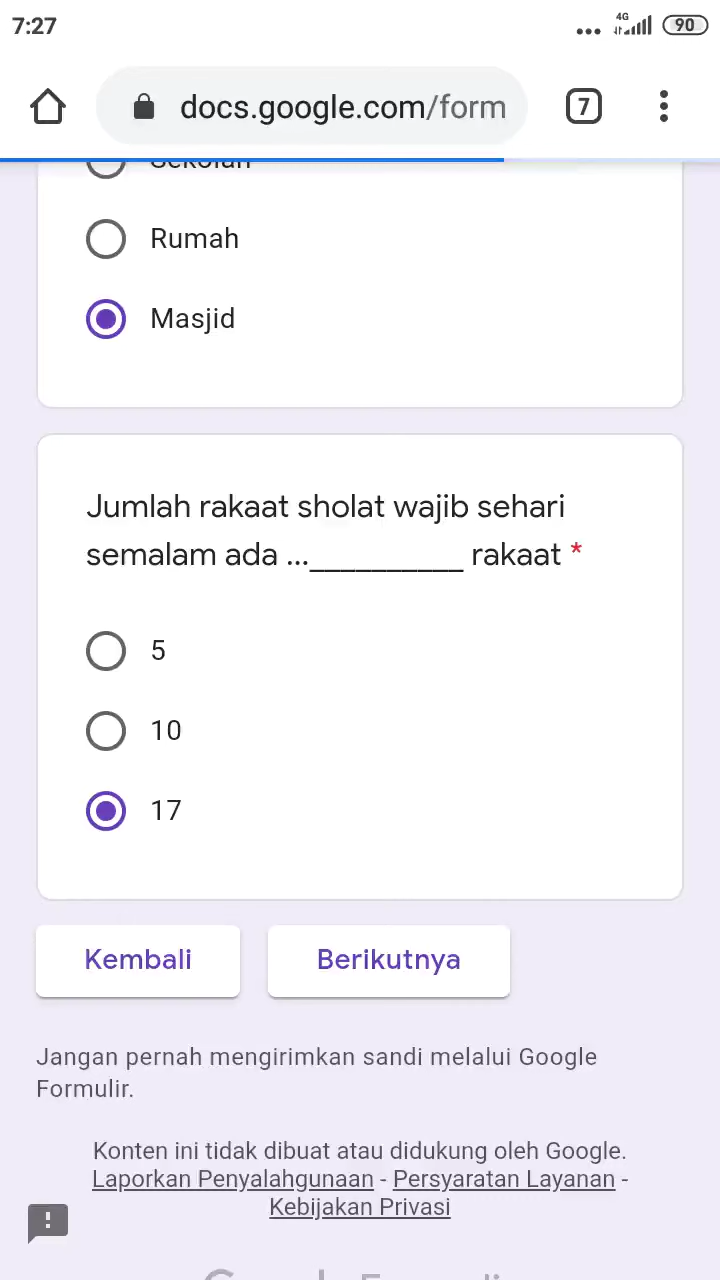 7:27
4G
90
docs.google.com/form
7
Sekolah
Rumah
Masjid
Jumlah rakaat sholat wajib sehari
semalam ada ...__________ rakaat *
5
10
17
Kembali
Berikutnya
Jangan pernah mengirimkan sandi melalui Google
Formulir.
Konten ini tidak dibuat atau didukung oleh Google.
Laporkan Penyalahgunaan - Persyaratan Layanan -
Kebijakan Privasi